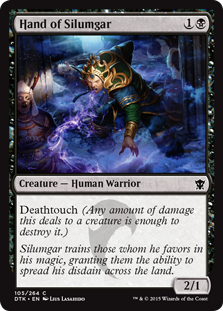 Hand of Silumgar 1
Creature — Human Warrior
Deathtouch (Any amount of damage
this deals to a creature is enough to
destroy it.)
Silumgar trains those whom he favors in
his magic, granting them the ability to
spread his disdain across the land.
2/1
105/264 C
DTK • EN LIUS LASAHIDO
™ & © 2015 Wizards of the Coast